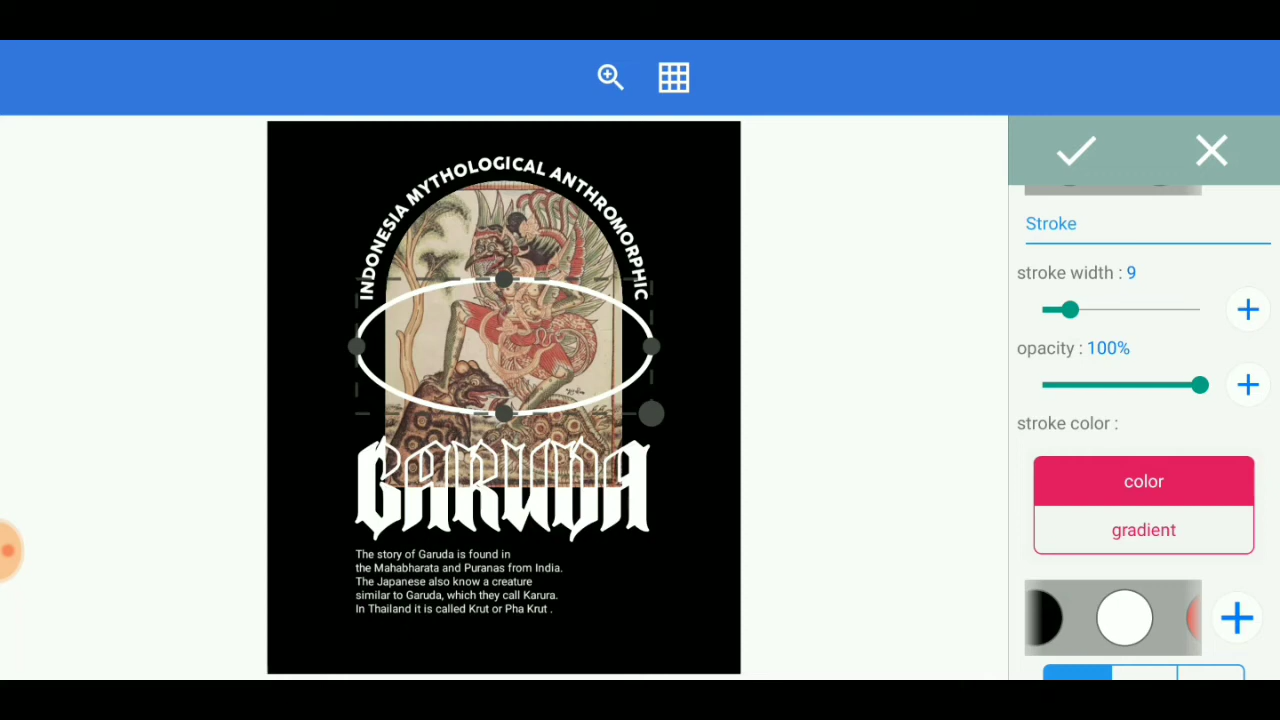 INDONESIA MYTHOLOGICAL ANTHROMORPHIC
GARUDA
The story of Garuda is found in
the Mahabharata and Puranas from India.
The Japanese also know a creature
similar to Garuda, which they call Karura.
In Thailand it is called Krut or Pha Krut .
Stroke
stroke width : 9
opacity : 100%
stroke color :
color
gradient